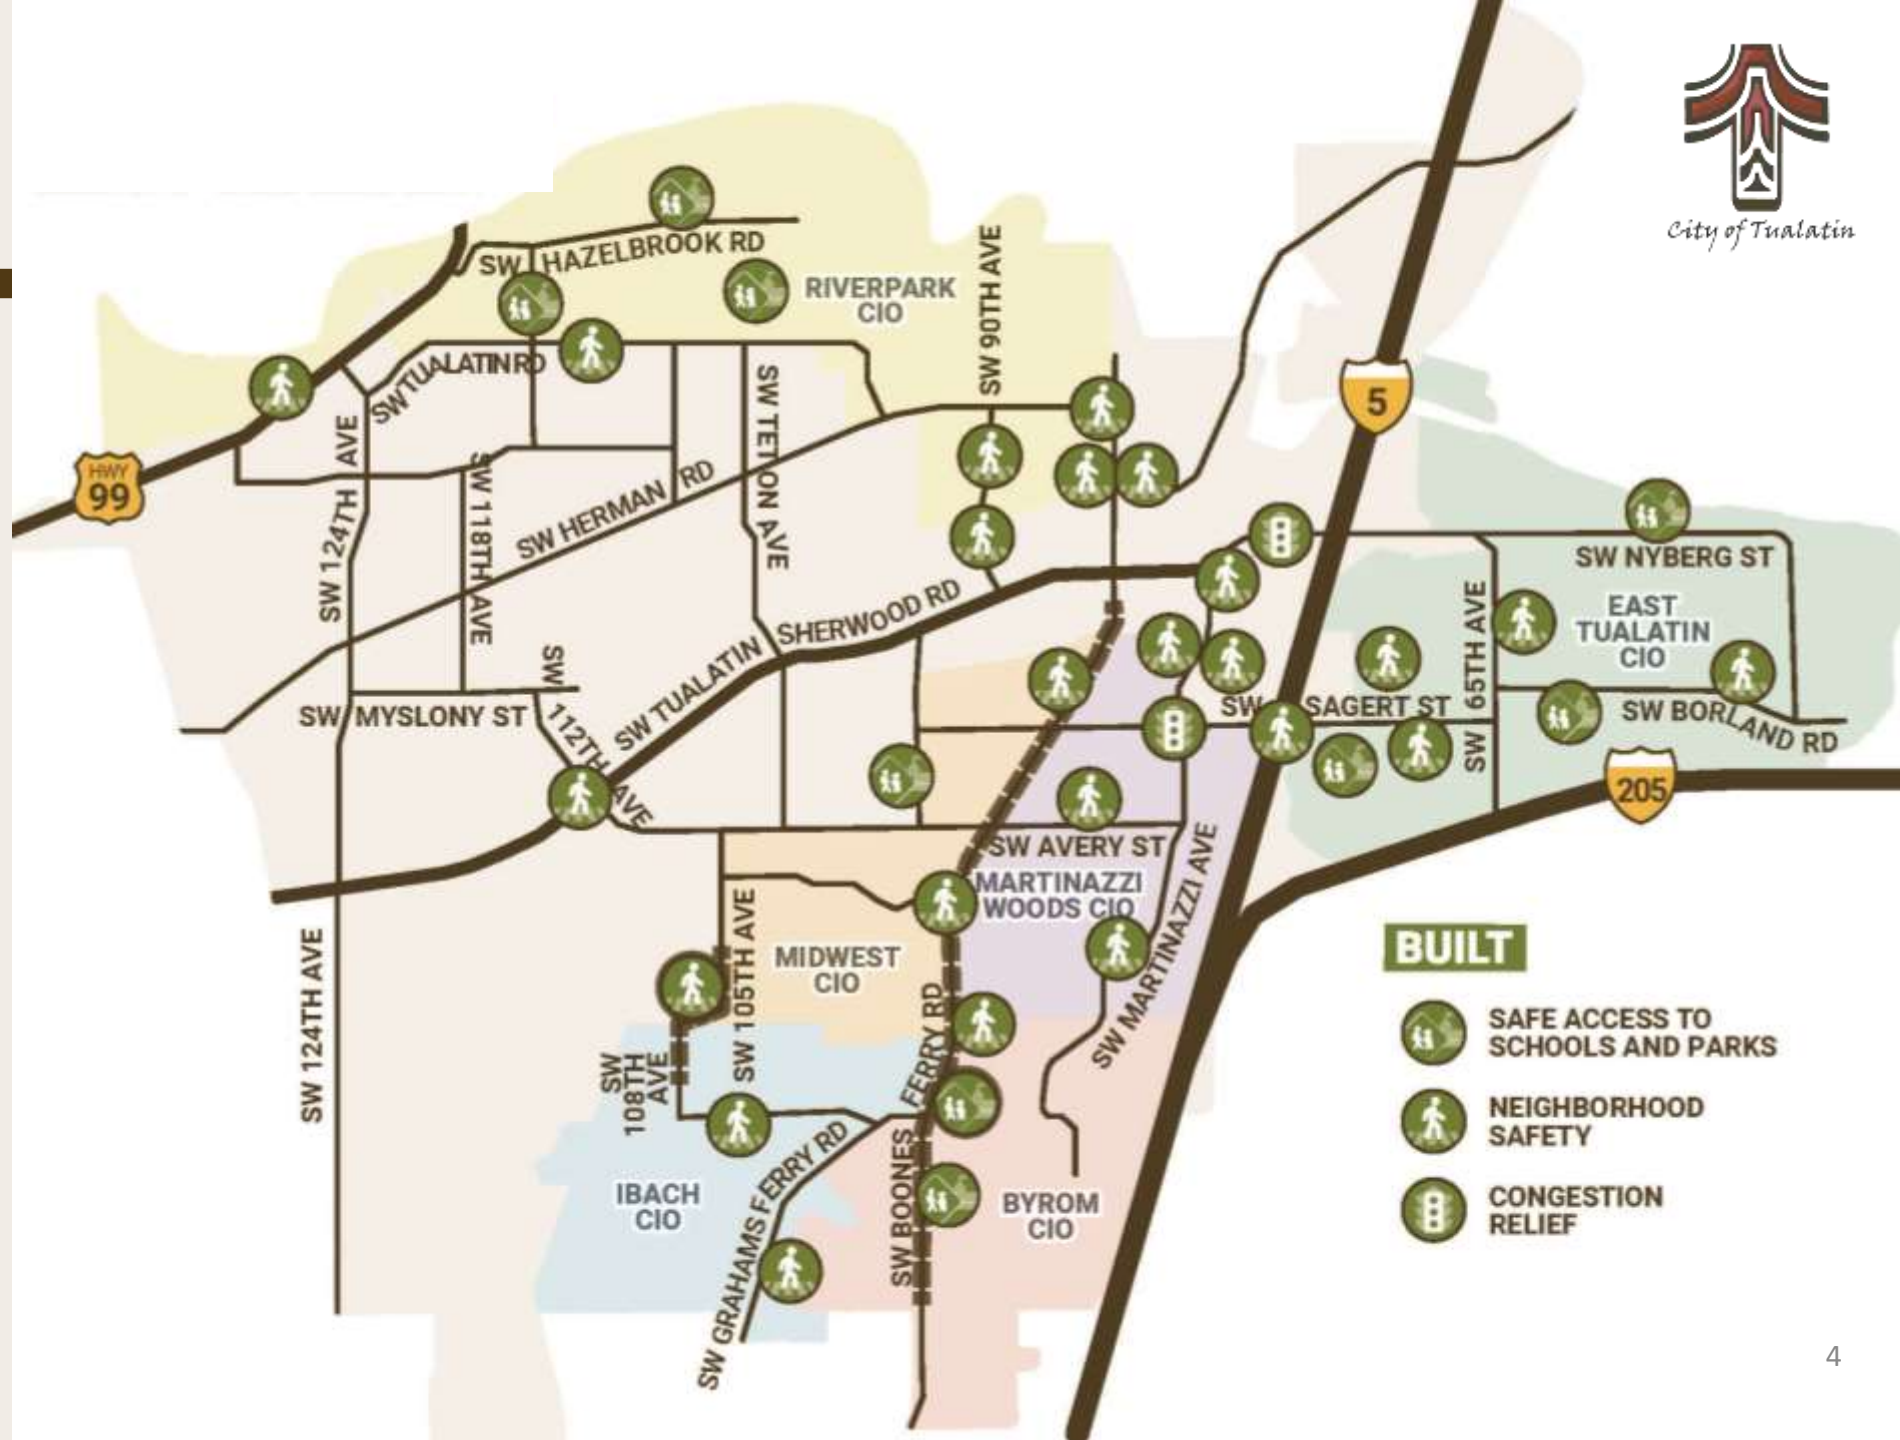 City of Tualatin
SW HAZELBROOK RD
RIVERPARK
CIO
SW 90TH AVE
SW TUALATIN RD
SW TETON AVE
5
HWY
99
SW 124TH AVE
SW 118TH AVE
SW HERMAN RD
SW NYBERG ST
SW TUALATIN SHERWOOD RD
EAST
TUALATIN
CIO
SW 65TH AVE
SW MYSLONY ST
SW 112TH AVE
SW SAGERT ST
SW BORLAND RD
205
SW AVERY ST
MARTINAZZI
WOODS CIO
SW MARTINAZZI AVE
SW 105TH AVE
MIDWEST
CIO
SW 124TH AVE
SW
108TH
AVE
SW BOONES FERRY RD
SW GRAHAMS FERRY RD
IBACH
CIO
BYROM
CIO
BUILT
SAFE ACCESS TO
SCHOOLS AND PARKS
NEIGHBORHOOD
SAFETY
CONGESTION
RELIEF
4